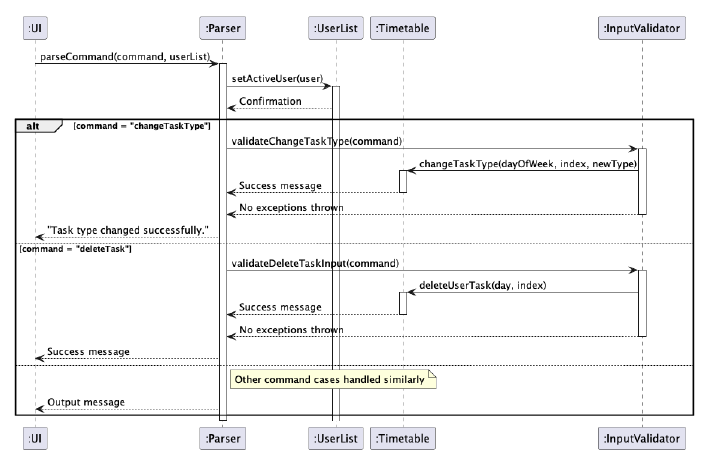 :UI :Parser :UserList :Timetable :InputValidator
parseCommand(command, userList)
setActiveUser(user)
Confirmation
alt [command = "changeTaskType"]
validateChangeTaskType(command)
changeTaskType(dayOfWeek, index, newType)
Success message
No exceptions thrown
"Task type changed successfully."
[command = "deleteTask"]
validateDeleteTaskInput(command)
deleteUserTask(day, index)
Success message
No exceptions thrown
Success message
Other command cases handled similarly
Output message
:UI :Parser :UserList :Timetable :InputValidator